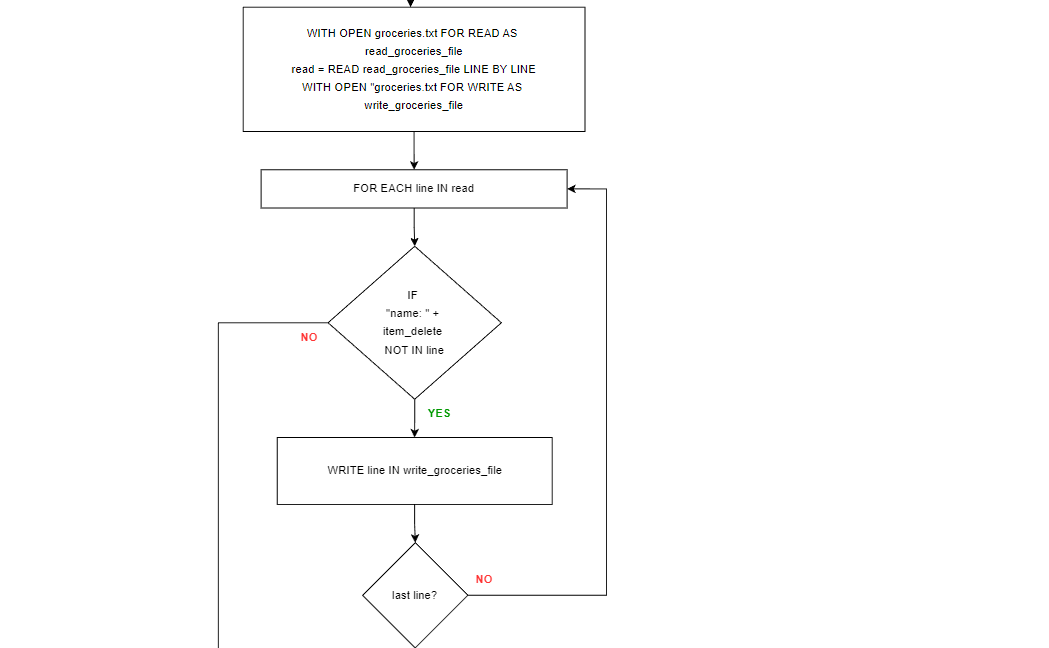 WITH OPEN groceries.txt FOR READ AS
read_groceries_file
read = READ read_groceries_file LINE BY LINE
WITH OPEN "groceries.txt FOR WRITE AS
write_groceries_file
FOR EACH line IN read
IF
"name: " +
item_delete
NOT IN line
NO
YES
WRITE line IN write_groceries_file
NO
last line?